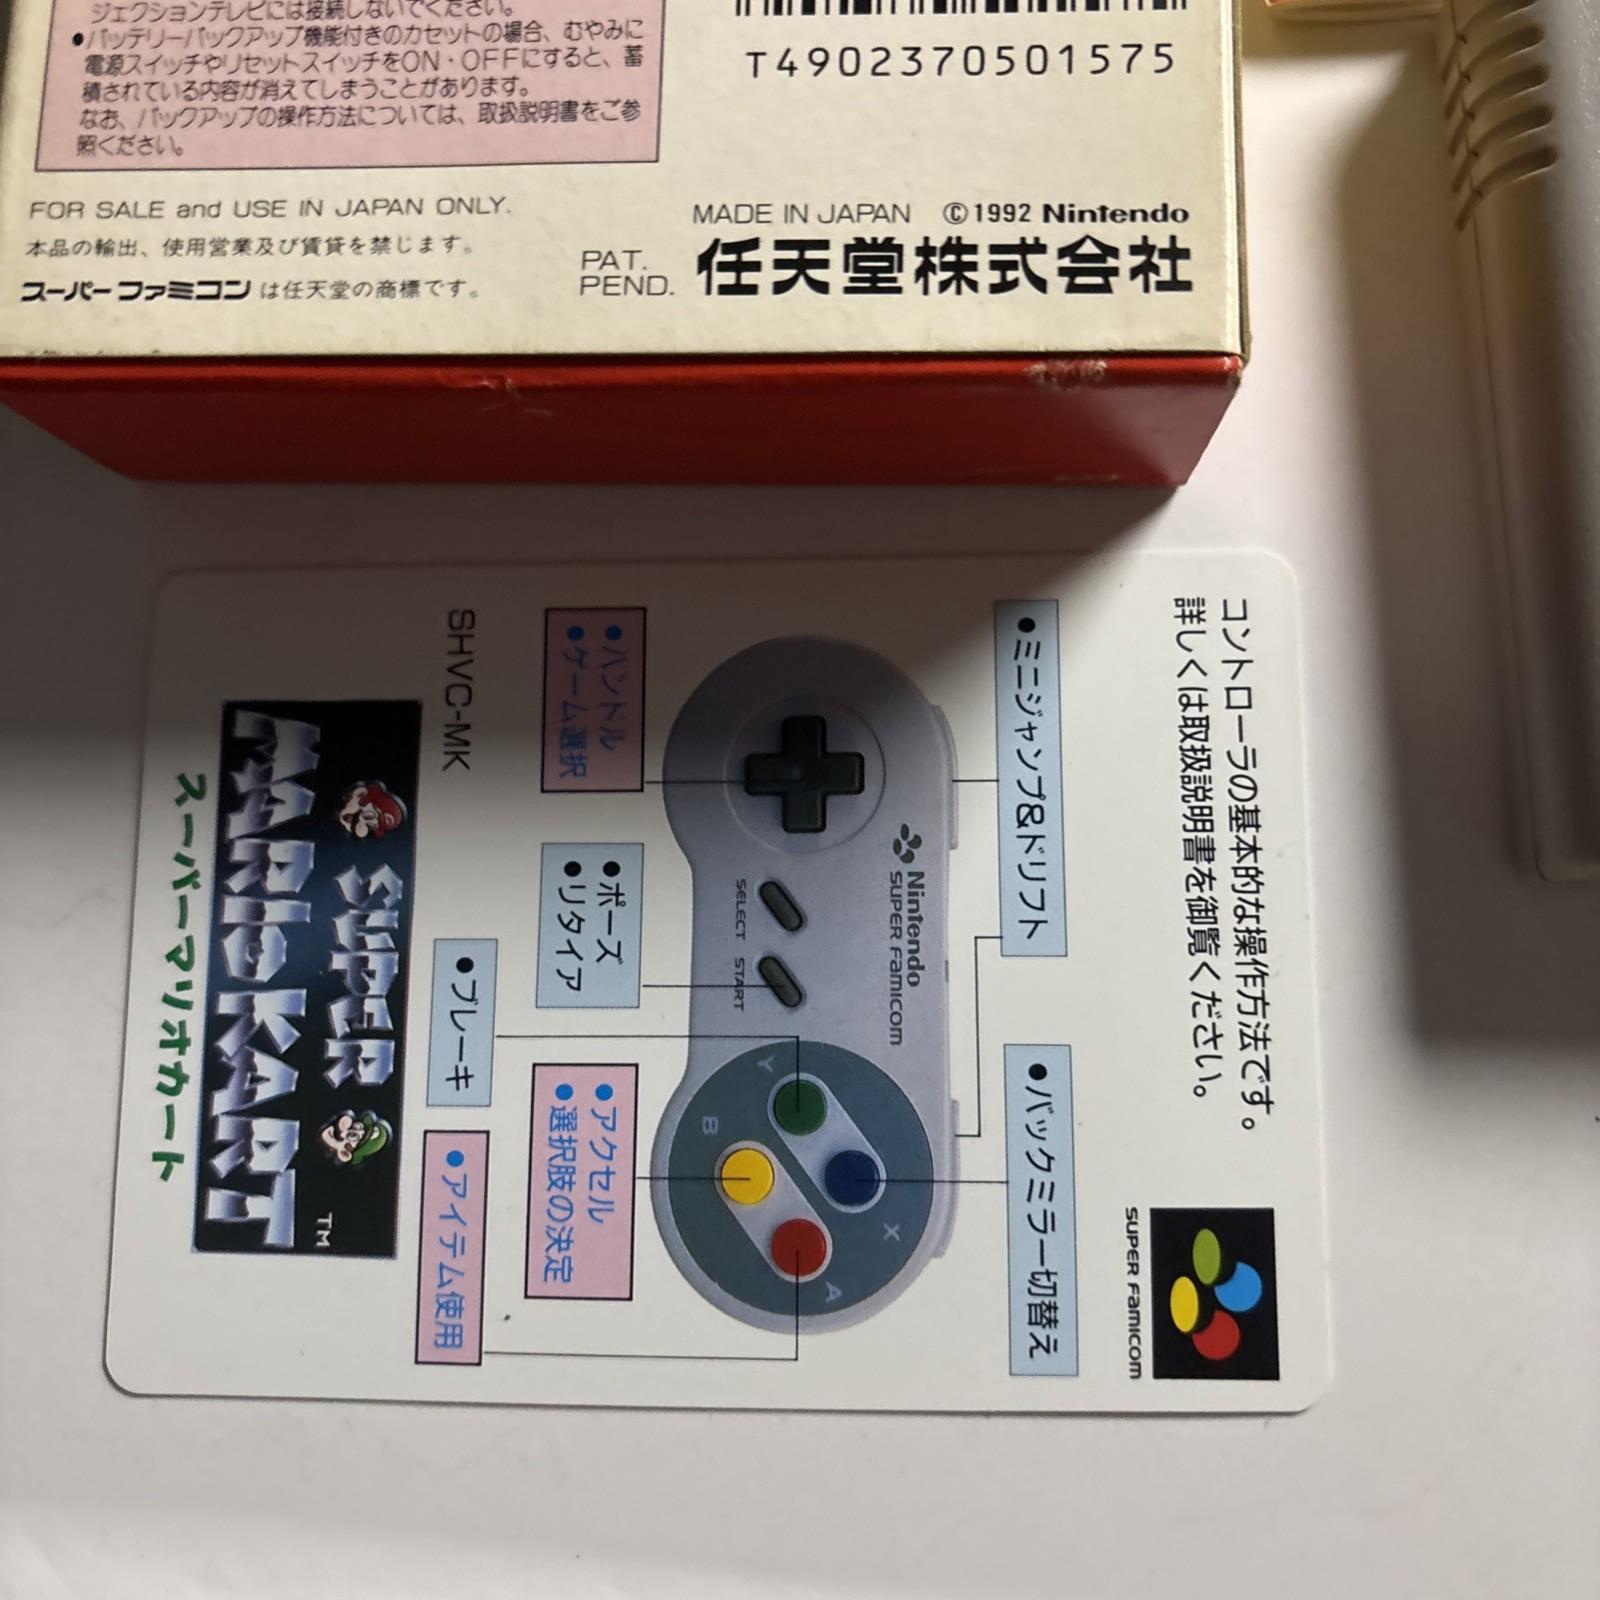 ジェクションテレビには接続しないでください。
●バッテリーバックアップ機能付きのカセットの場合、むやみに
電源スイッチやリセットスイッチをON・OFFにすると、蓄
積されている内容が消えてしまうことがあります。
なお、バックアップの操作方法については、取扱説明書をご参
照ください。
T4902370501575
FOR SALE and USE IN JAPAN ONLY.
本品の輸出、使用営業及び賃貸を禁じます。
スーパーファミコンは任天堂の商標です。
MADE IN JAPAN ©1992 Nintendo
PAT.
PEND.
任天堂株式会社
コントローラの基本的な操作方法です。
詳しくは取扱説明書を御覧ください。
SUPER FAMICOM
●ミニジャンプ&ドリフト
●バックミラー切替え
Nintendo
SUPER FAMICOM
SELECT
START
Y
X
B
A
●ハンドル
●ゲーム選択
●ポーズ
●リタイア
●ブレーキ
●アクセル
●選択肢の決定
●アイテム使用
SHVC-MK
SUPER
MARIO KART
TM
スーパーマリオカート